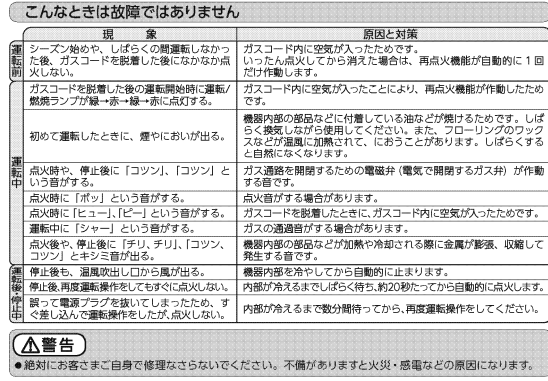 こんなときは故障ではありません
現象 原因と対策
運転前
シーズン始めや、しばらくの間運転しなかっ
た後、ガスコードを脱着した後になかなか点
火しない。
ガスコード内に空気が入ったためです。
いったん点火してから消えた場合は、再点火機能が自動的に1回
だけ作動します。
運転中
ガスコードを脱着した後の運転開始時に運転/
燃焼ランプが緑→赤→緑→赤に点灯する。
ガスコード内に空気が入ったことにより、再点火機能が作動したため
です。
初めて運転したときに、煙やにおいが出る。
機器内部の部品などに付着している油などが焼けるためです。しば
らく換気しながら使用してください。また、フローリングのワック
スなどが温風に加熱されて、におうことがあります。しばらくする
と自然になくなります。
点火時や、停止後に「コツン」、「コツン」と
いう音がする。
ガス通路を開閉するための電磁弁(電気で開閉するガス弁)が作動
する音です。
点火時に「ポッ」という音がする。
点火音がする場合があります。
点火時に「ヒュー」、「ピー」という音がする。
ガスコードを脱着したときに、ガスコード内に空気が入ったためです。
運転中に「シャー」という音がする。
ガスの通過音がする場合があります。
点火後や、停止後に「チリ、チリ」、「コツン、
コツン」とキシミ音が出る。
機器内部の部品などが加熱や冷却される際に金属が膨張、収縮して
発生する音です。
運転後・停止中
停止後も、温風吹出し口から風が出る。
機器内部を冷やしてから自動的に止まります。
停止後、再度運転操作をしてもすぐに点火しない。
内部が冷えるまでしばらく待ち、約20秒たってから自動的に点火します。
誤って電源プラグを抜いてしまったため、す
ぐ差し込んで運転操作をしたが、点火しない。
内部が冷えるまで数分間待ってから、再度運転操作をしてください。
警告
●絶対にお客さまご自身で修理なさらないでください。不備がありますと火災・感電などの原因になります。